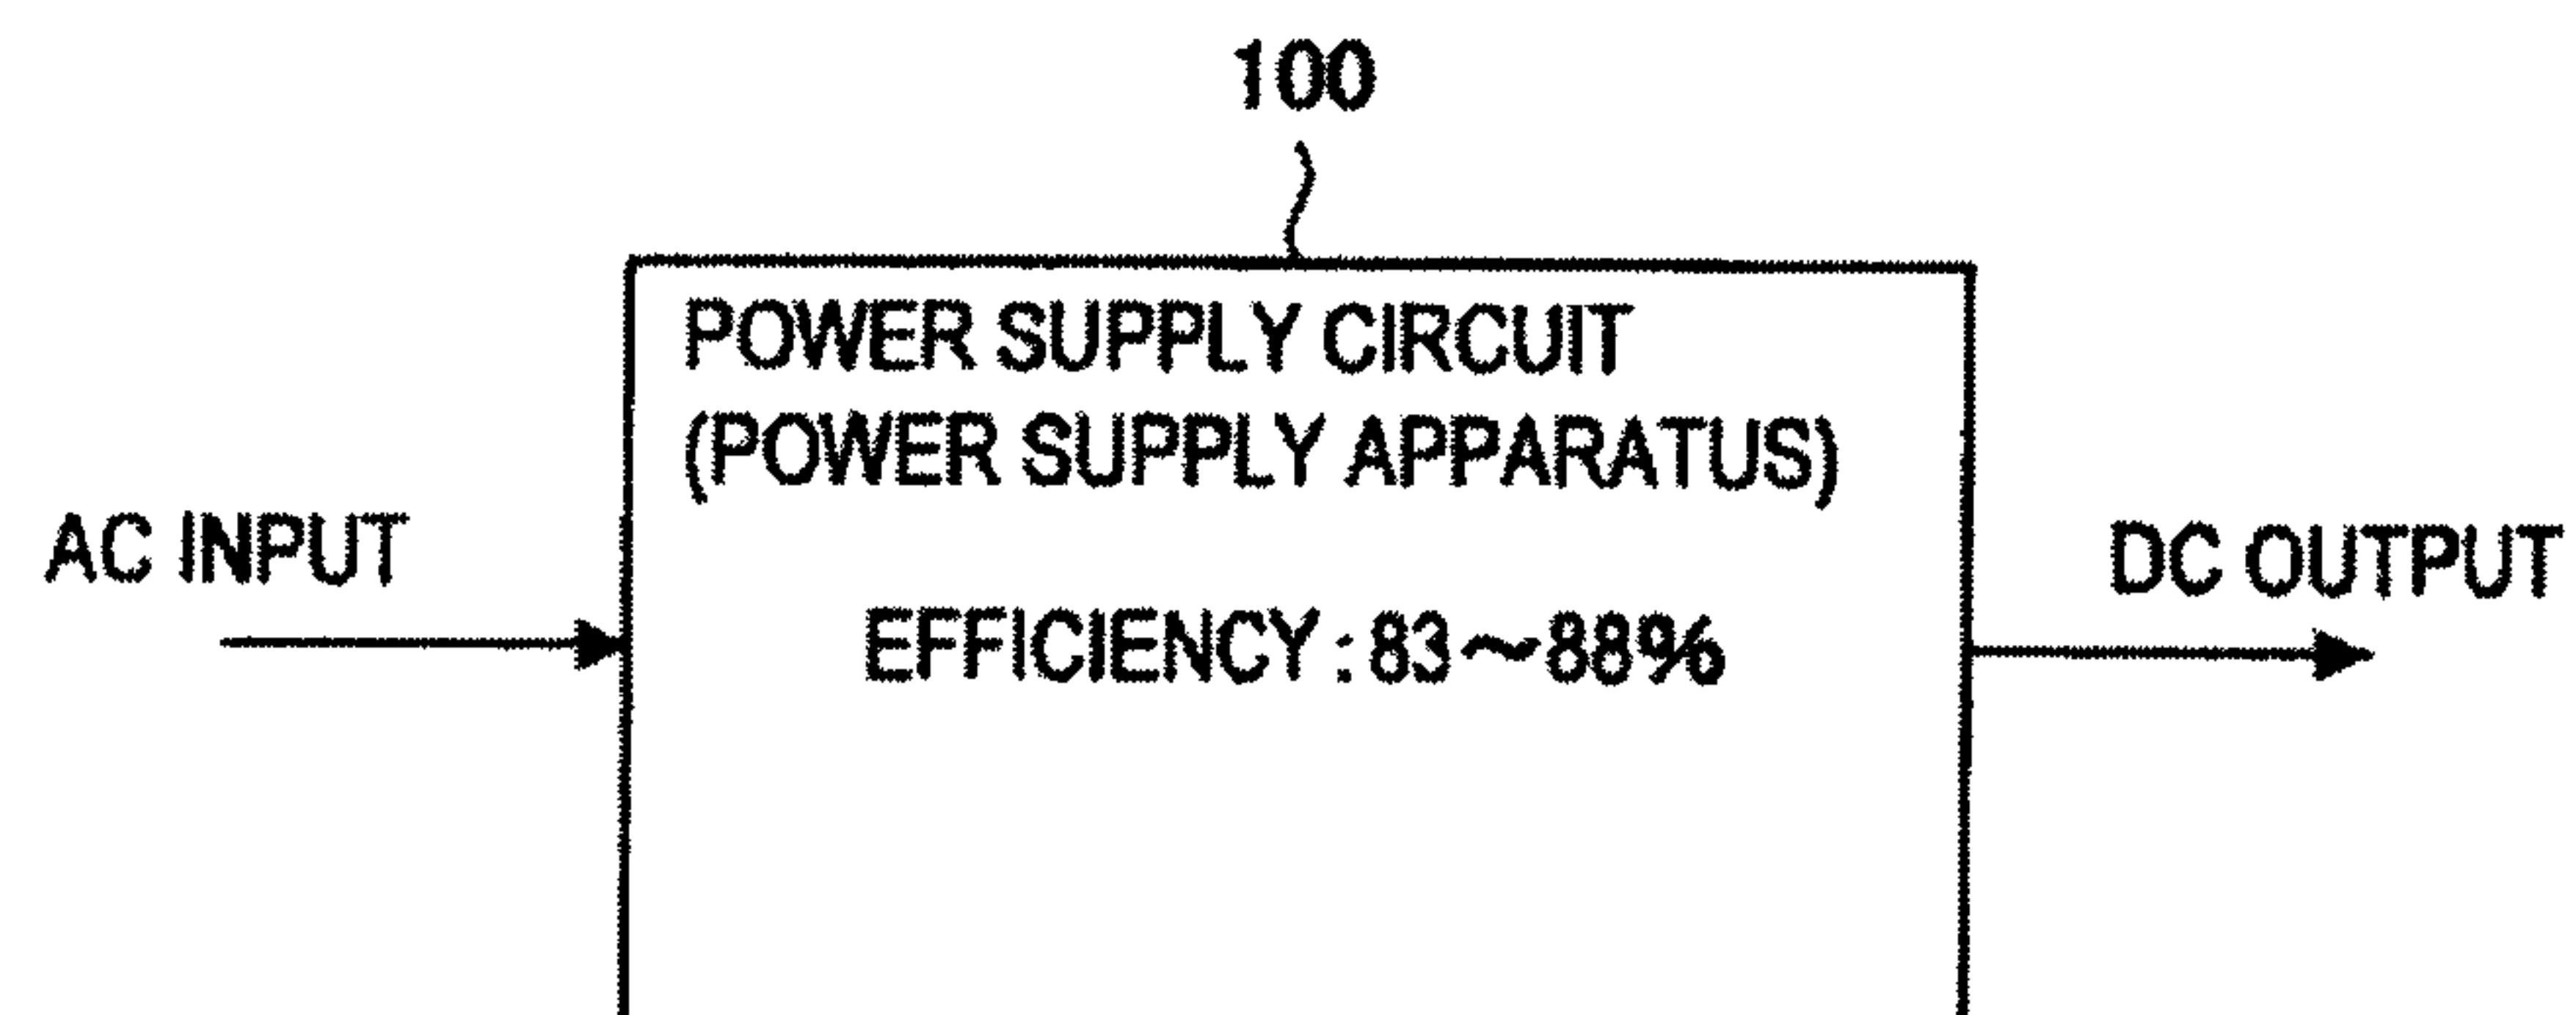 100
POWER SUPPLY CIRCUIT
(POWER SUPPLY APPARATUS)
AC INPUT
DC OUTPUT
EFFICIENCY : 83～88%